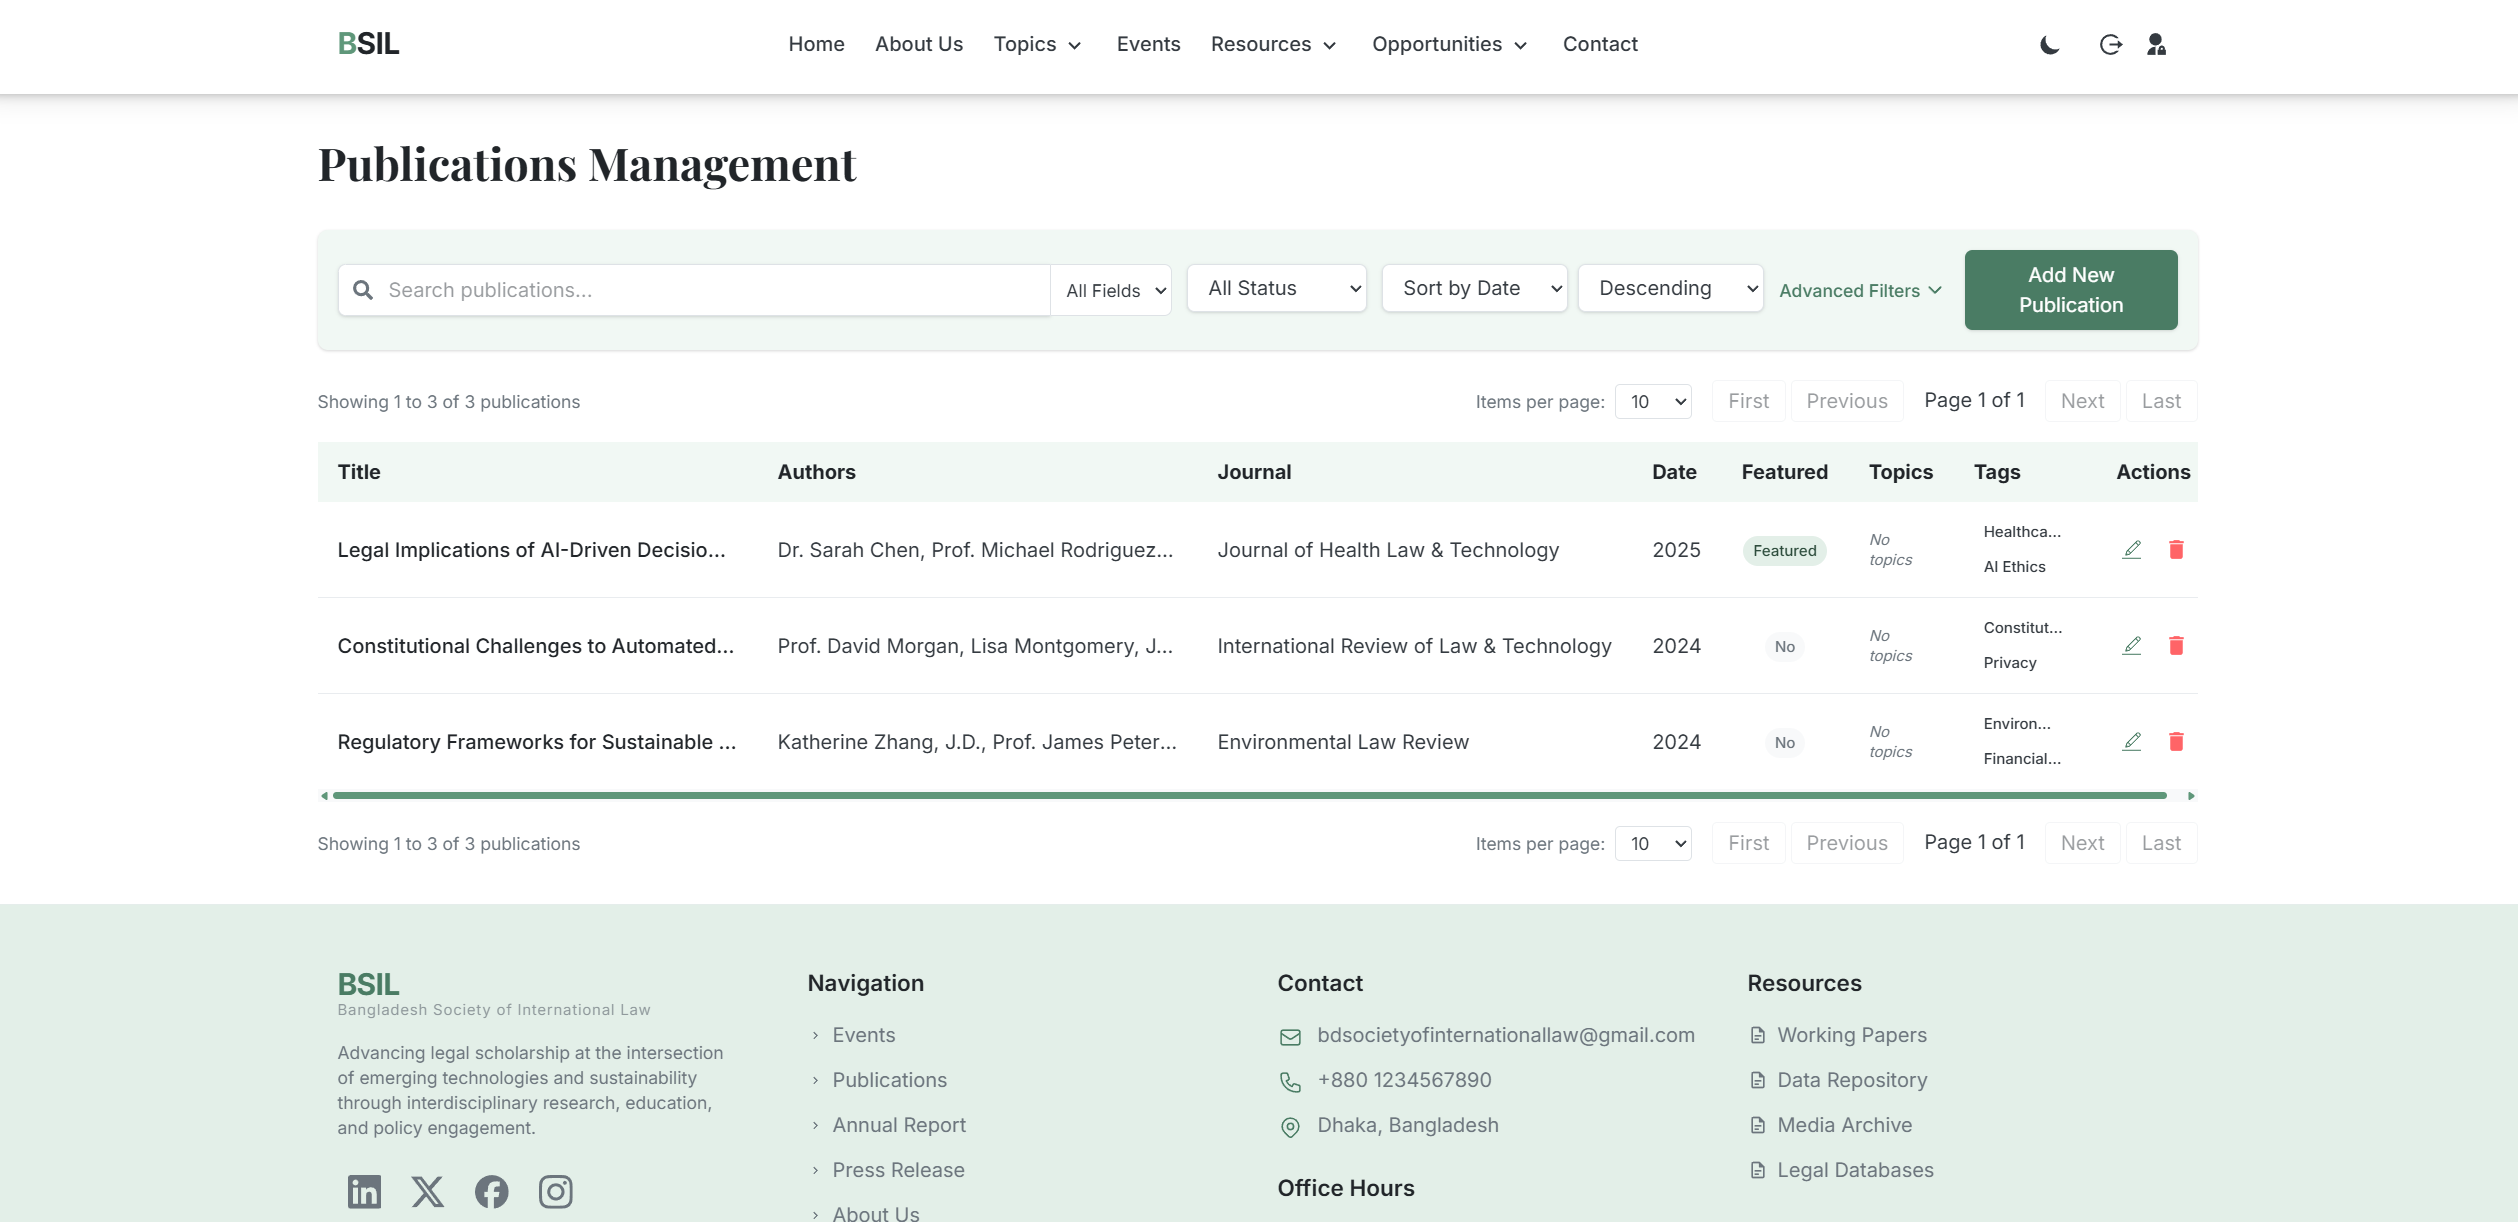 BSIL
Home About Us Topics Events Resources Opportunities Contact
Publications Management
Search publications...
All Fields
All Status
Sort by Date
Descending
Advanced Filters
Add New
Publication
Showing 1 to 3 of 3 publications
Items per page: 10 First Previous Page 1 of 1 Next Last
Title Authors Journal Date Featured Topics Tags Actions
Legal Implications of AI-Driven Decisio... Dr. Sarah Chen, Prof. Michael Rodriguez... Journal of Health Law & Technology 2025 Featured
No
topics
Healthca...
AI Ethics
Constitutional Challenges to Automated... Prof. David Morgan, Lisa Montgomery, J... International Review of Law & Technology 2024 No
No
topics
Constitut...
Privacy
Regulatory Frameworks for Sustainable ... Katherine Zhang, J.D., Prof. James Peter... Environmental Law Review 2024 No
No
topics
Environ...
Financial...
Showing 1 to 3 of 3 publications
Items per page: 10 First Previous Page 1 of 1 Next Last
BSIL
Bangladesh Society of International Law
Advancing legal scholarship at the intersection
of emerging technologies and sustainability
through interdisciplinary research, education,
and policy engagement.
Navigation
Events
Publications
Annual Report
Press Release
About Us
Contact
bdsocietyofinternationallaw@gmail.com
+880 1234567890
Dhaka, Bangladesh
Office Hours
Resources
Working Papers
Data Repository
Media Archive
Legal Databases